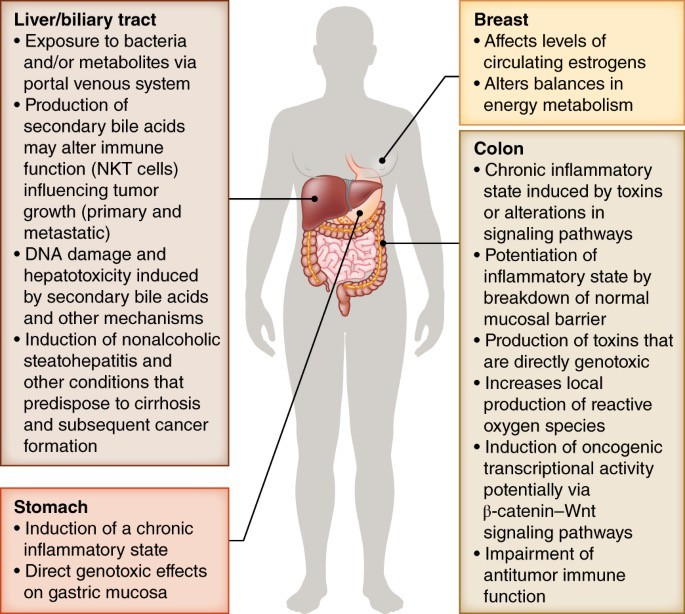 Liver/biliary tract
• Exposure to bacteria
and/or metabolites via
portal venous system
• Production of
secondary bile acids
may alter immune
function (NKT cells)
influencing tumor
growth (primary and
metastatic)
• DNA damage and
hepatotoxicity induced
by secondary bile acids
and other mechanisms
• Induction of nonalcoholic
steatohepatitis and
other conditions that
predispose to cirrhosis
and subsequent cancer
formation
Stomach
• Induction of a chronic
inflammatory state
• Direct genotoxic effects
on gastric mucosa
Breast
• Affects levels of
circulating estrogens
• Alters balances in
energy metabolism
Colon
• Chronic inflammatory
state induced by toxins
or alterations in
signaling pathways
• Potentiation of
inflammatory state by
breakdown of normal
mucosal barrier
• Production of toxins that
are directly genotoxic
• Increases local
production of reactive
oxygen species
• Induction of oncogenic
transcriptional activity
potentially via
β-catenin–Wnt
signaling pathways
• Impairment of
antitumor immune
function